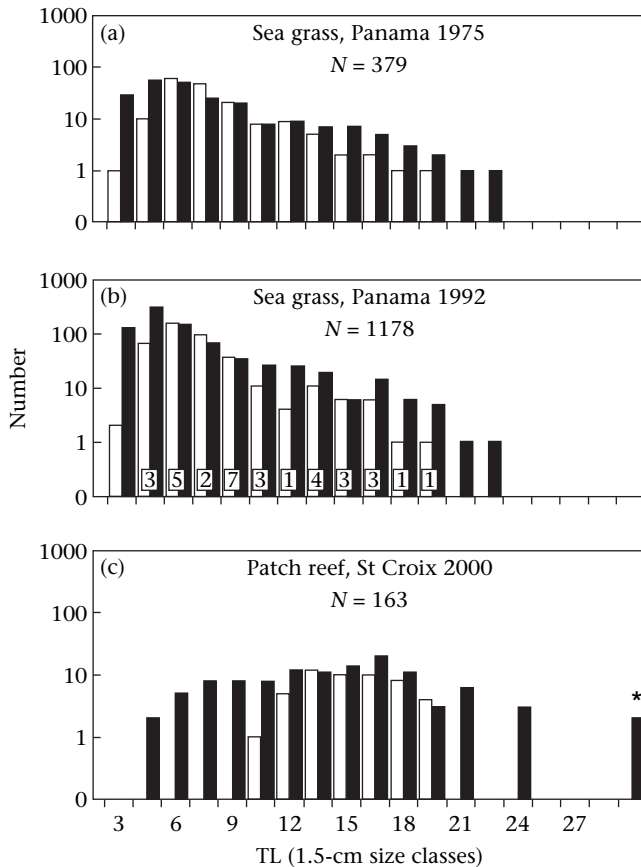 1000
(a)
Sea grass, Panama 1975
N = 379
100
10
1
0
1000
(b)
Sea grass, Panama 1992
N = 1178
100
10
1
0
3 5 2 7 3 1 4 3 3 1 1
Number
1000
(c)
Patch reef, St Croix 2000
N = 163
100
10
1
0
*
3 6 9 12 15 18 21 24 27
TL (1.5-cm size classes)